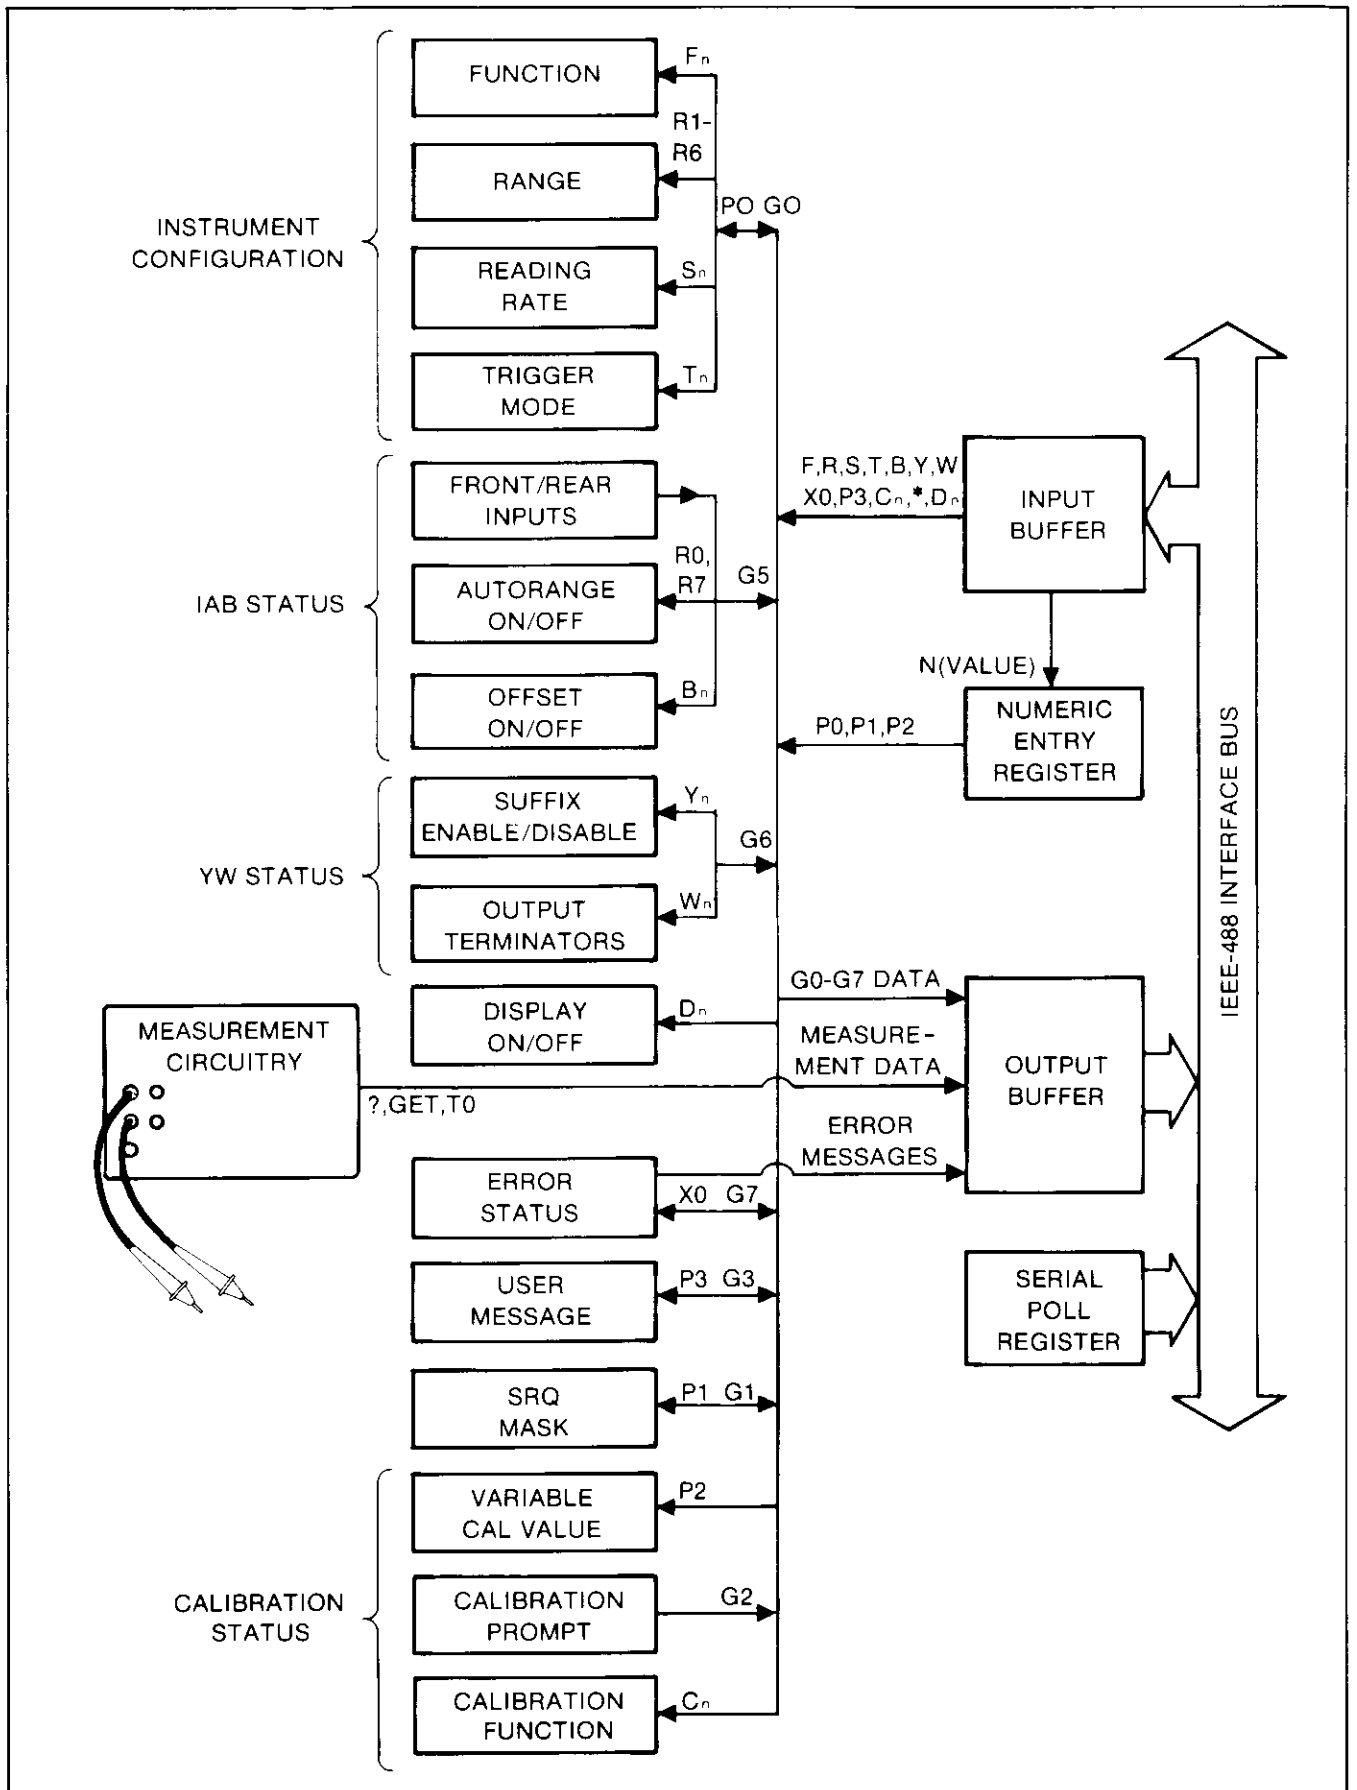 FUNCTION
Fn
R1-
R6
RANGE
PO GO
INSTRUMENT
CONFIGURATION
READING
RATE
Sn
TRIGGER
MODE
Tn
FRONT/REAR
INPUTS
F,R,S,T,B,Y,W
X0,P3,Cn,*,Dn
INPUT
BUFFER
IAB STATUS
AUTORANGE
ON/OFF
R0,
R7
G5
OFFSET
ON/OFF
Bn
N(VALUE)
NUMERIC
ENTRY
REGISTER
P0,P1,P2
IEEE-488 INTERFACE BUS
YW STATUS
SUFFIX
ENABLE/DISABLE
Yn
G6
OUTPUT
TERMINATORS
Wn
G0-G7 DATA
DISPLAY
ON/OFF
Dn
MEASUREMENT
CIRCUITRY
MEASURE-
MENT DATA
OUTPUT
BUFFER
?,GET,T0
ERROR
MESSAGES
ERROR
STATUS
X0 G7
USER
MESSAGE
P3 G3
SERIAL
POLL
REGISTER
SRQ
MASK
P1 G1
CALIBRATION
STATUS
VARIABLE
CAL VALUE
P2
CALIBRATION
PROMPT
G2
CALIBRATION
FUNCTION
Cn